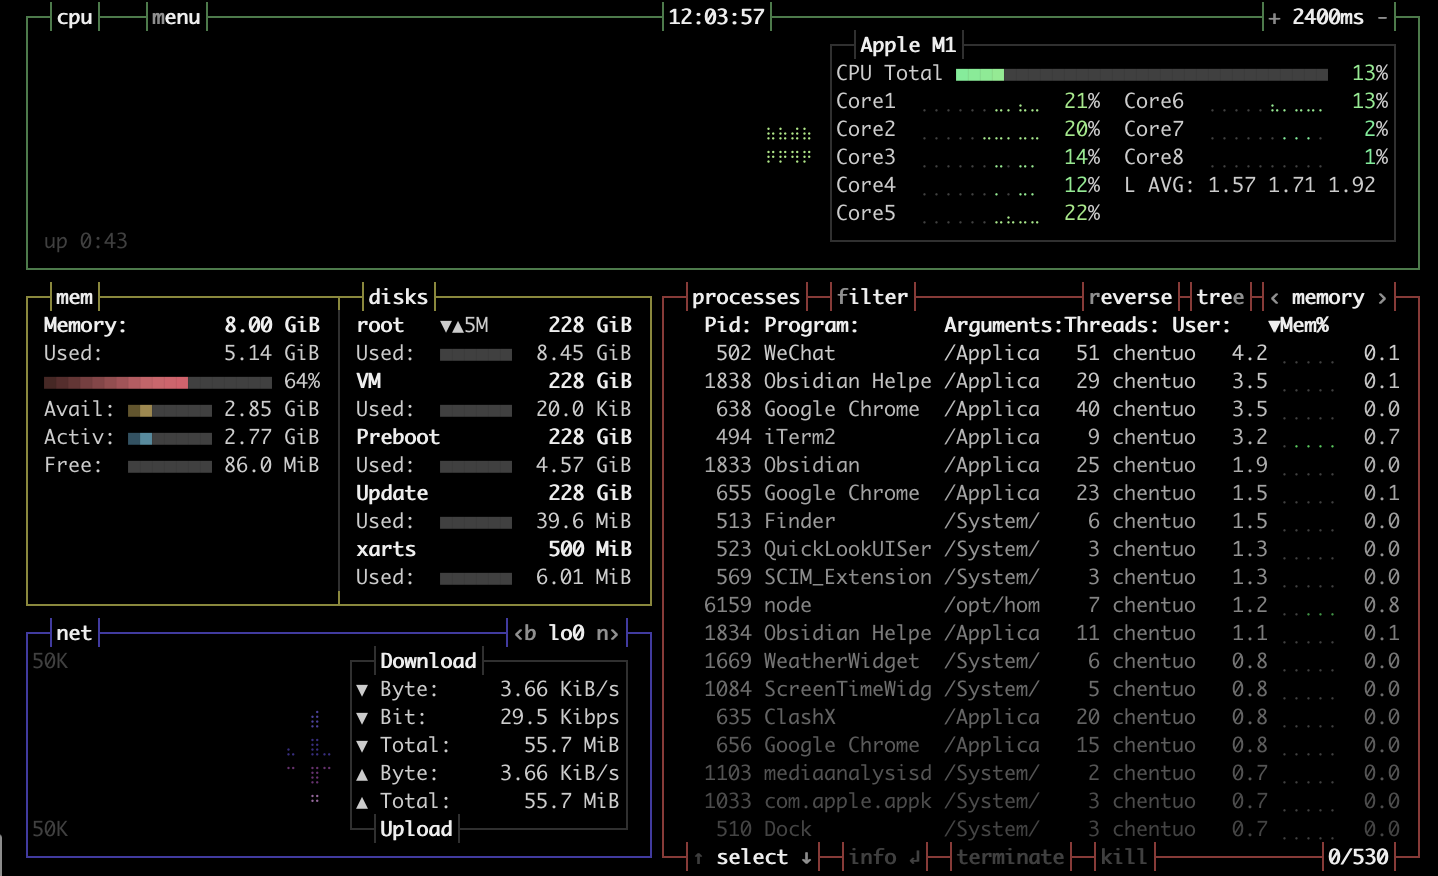 cpu menu 12:03:57 + 2400ms -
Apple M1
CPU Total 13%
Core1 21% Core6 13%
Core2 20% Core7 2%
Core3 14% Core8 1%
Core4 12% L AVG: 1.57 1.71 1.92
Core5 22%
up 0:43
mem
Memory: 8.00 GiB
Used: 5.14 GiB
64%
Avail: 2.85 GiB
Activ: 2.77 GiB
Free: 86.0 MiB
disks
root ▼▲5M 228 GiB
Used: 8.45 GiB
VM 228 GiB
Used: 20.0 KiB
Preboot 228 GiB
Used: 4.57 GiB
Update 228 GiB
Used: 39.6 MiB
xarts 500 MiB
Used: 6.01 MiB
net ‹b lo0 n›
50K
Download
▼ Byte: 3.66 KiB/s
▼ Bit: 29.5 Kibps
▼ Total: 55.7 MiB
▲ Byte: 3.66 KiB/s
▲ Total: 55.7 MiB
Upload
50K
processes filter reverse tree ‹ memory ›
Pid: Program: Arguments:Threads: User: ▼Mem%
502 WeChat /Applica 51 chentuo 4.2 0.1
1838 Obsidian Helpe /Applica 29 chentuo 3.5 0.1
638 Google Chrome /Applica 40 chentuo 3.5 0.0
494 iTerm2 /Applica 9 chentuo 3.2 0.7
1833 Obsidian /Applica 25 chentuo 1.9 0.0
655 Google Chrome /Applica 23 chentuo 1.5 0.1
513 Finder /System/ 6 chentuo 1.5 0.0
523 QuickLookUISer /System/ 3 chentuo 1.3 0.0
569 SCIM_Extension /System/ 3 chentuo 1.3 0.0
6159 node /opt/hom 7 chentuo 1.2 0.8
1834 Obsidian Helpe /Applica 11 chentuo 1.1 0.1
1669 WeatherWidget /System/ 6 chentuo 0.8 0.0
1084 ScreenTimeWidg /System/ 5 chentuo 0.8 0.0
635 ClashX /Applica 20 chentuo 0.8 0.0
656 Google Chrome /Applica 15 chentuo 0.8 0.0
1103 mediaanalysisd /System/ 2 chentuo 0.7 0.0
1033 com.apple.appk /System/ 3 chentuo 0.7 0.0
510 Dock /System/ 3 chentuo 0.7 0.0
↑ select ↓ info ↲ terminate kill 0/530